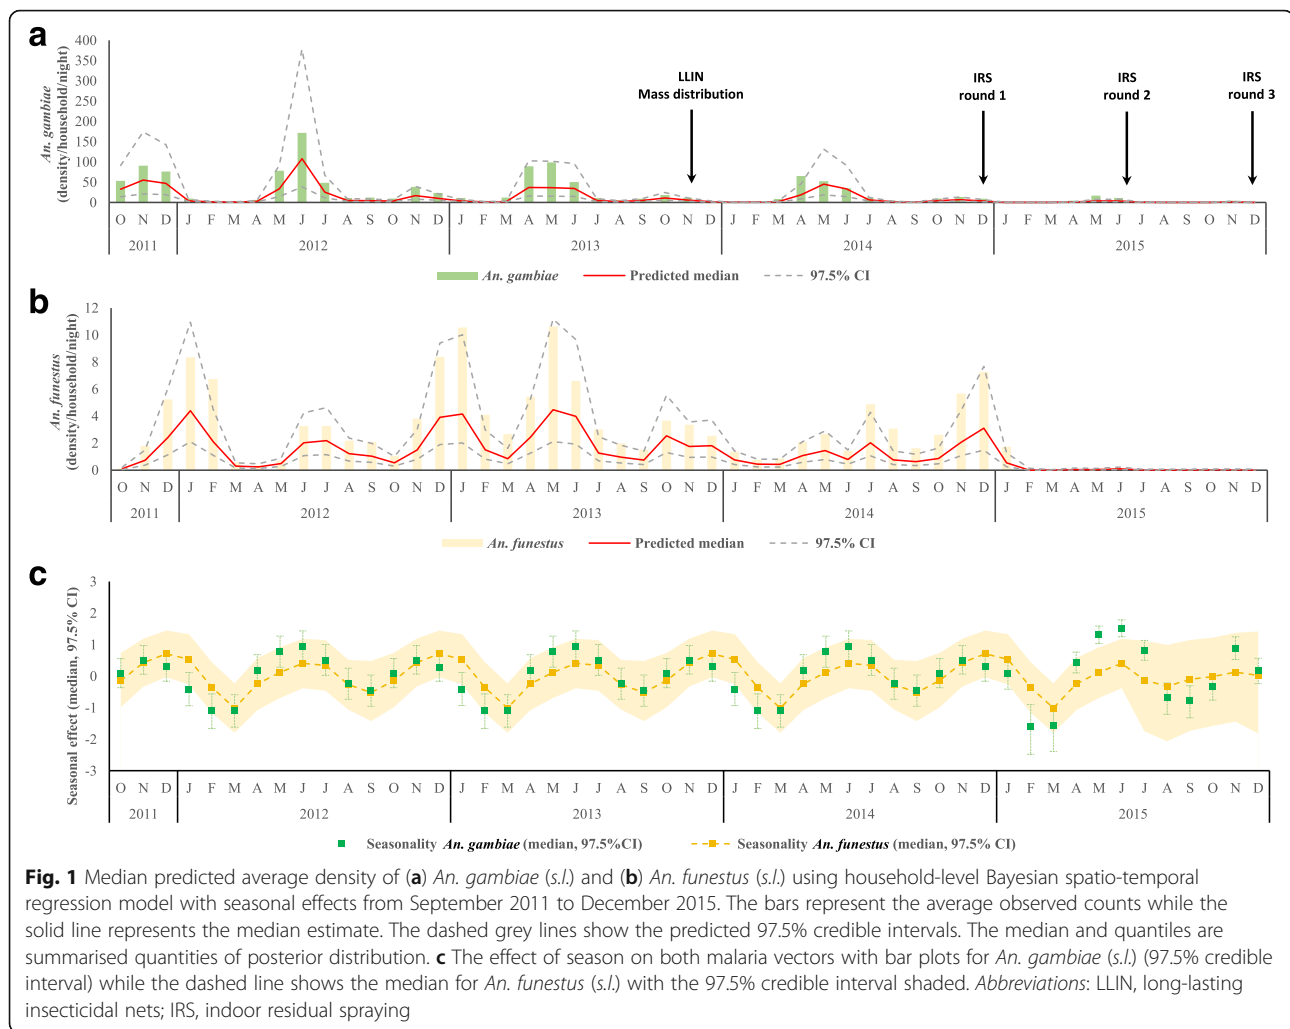 a
400
350
300
250
200
150
100
50
0
An. gambiae
(density/household/night)
LLIN
Mass distribution
IRS
round 1
IRS
round 2
IRS
round 3
O N D J F M A M J J A S O N D J F M A M J J A S O N D J F M A M J J A S O N D J F M A M J J A S O N D
2011 2012 2013 2014 2015
An. gambiae Predicted median 97.5% CI
b
12
10
8
6
4
2
0
An. funestus
(density/household/night)
O N D J F M A M J J A S O N D J F M A M J J A S O N D J F M A M J J A S O N D J F M A M J J A S O N D
2011 2012 2013 2014 2015
An. funestus Predicted median 97.5% CI
c
3
2
1
0
-1
-2
-3
Seasonal effect (median, 97.5% CI)
O N D J F M A M J J A S O N D J F M A M J J A S O N D J F M A M J J A S O N D J F M A M J J A S O N D
2011 2012 2013 2014 2015
Seasonality An. gambiae (median, 97.5%CI) Seasonality An. funestus (median, 97.5% CI)
Fig. 1 Median predicted average density of (a) An. gambiae (s.l.) and (b) An. funestus (s.l.) using household-level Bayesian spatio-temporal
regression model with seasonal effects from September 2011 to December 2015. The bars represent the average observed counts while the
solid line represents the median estimate. The dashed grey lines show the predicted 97.5% credible intervals. The median and quantiles are
summarised quantities of posterior distribution. c The effect of season on both malaria vectors with bar plots for An. gambiae (s.l.) (97.5% credible
interval) while the dashed line shows the median for An. funestus (s.l.) with the 97.5% credible interval shaded. Abbreviations: LLIN, long-lasting
insecticidal nets; IRS, indoor residual spraying